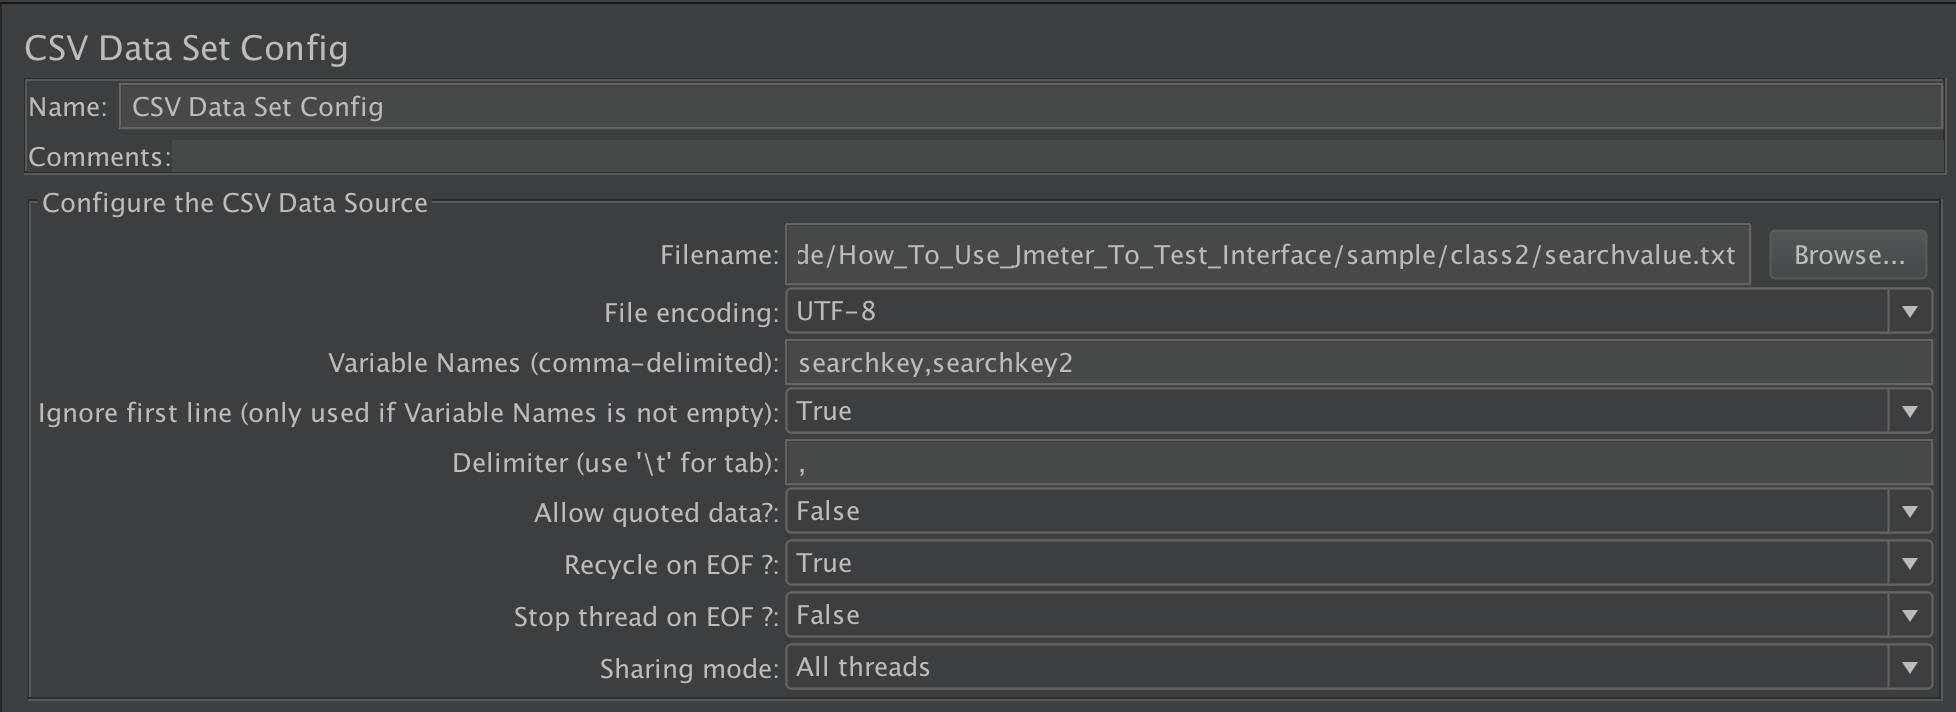 CSV Data Set Config
Name: CSV Data Set Config
Comments:
Configure the CSV Data Source
Filename: de/How_To_Use_Jmeter_To_Test_Interface/sample/class2/searchvalue.txt Browse...
File encoding: UTF-8
Variable Names (comma-delimited): searchkey,searchkey2
Ignore first line (only used if Variable Names is not empty): True
Delimiter (use '\t' for tab): ,
Allow quoted data?: False
Recycle on EOF ?: True
Stop thread on EOF ?: False
Sharing mode: All threads